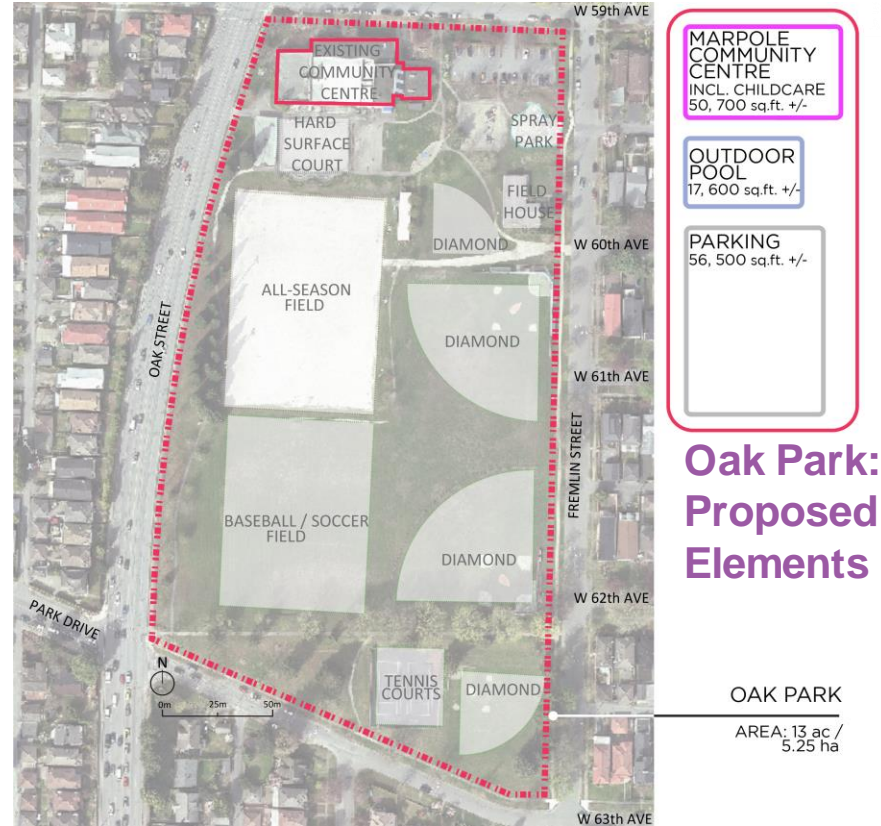 W 59th AVE
EXISTING
COMMUNITY
CENTRE
HARD
SURFACE
COURT
SPRAY
PARK
FIELD
HOUSE
DIAMOND
W 60th AVE
ALL-SEASON
FIELD
OAK STREET
DIAMOND
W 61th AVE
FREMLIN STREET
BASEBALL / SOCCER
FIELD
DIAMOND
W 62th AVE
PARK DRIVE
N
0m 25m 50m
TENNIS
COURTS
DIAMOND
W 63th AVE
MARPOLE
COMMUNITY
CENTRE
INCL. CHILDCARE
50, 700 sq.ft. +/-
OUTDOOR
POOL
17, 600 sq.ft. +/-
PARKING
56, 500 sq.ft. +/-
Oak Park:
Proposed
Elements
OAK PARK
AREA: 13 ac /
5.25 ha